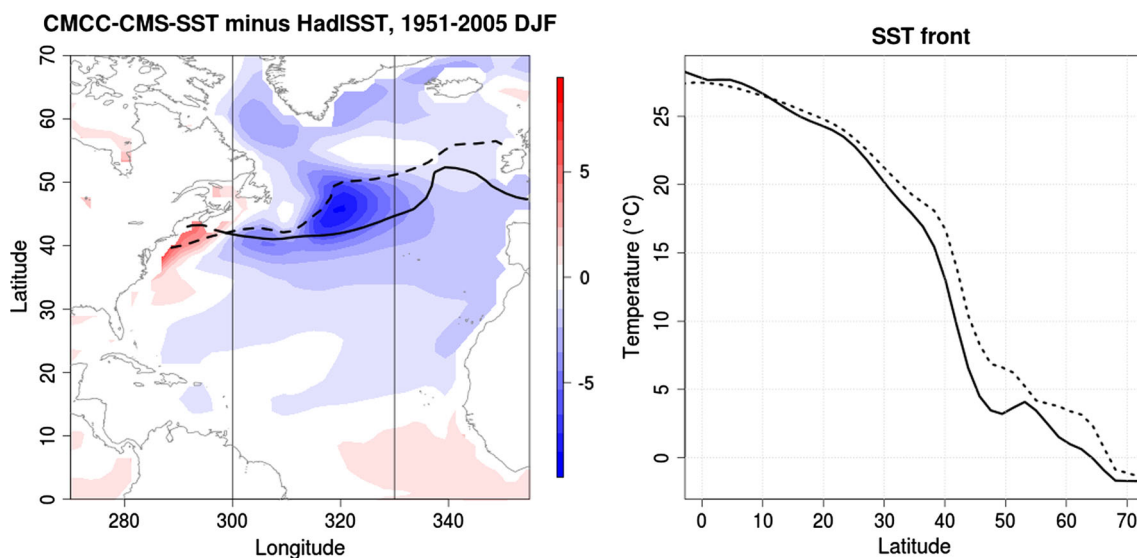 CMCC-CMS-SST minus HadISST, 1951-2005 DJF
Latitude
0 10 20 30 40 50 60 70
280 300 320 340
Longitude
5
0
-5
SST front
Temperature (°C)
0 5 10 15 20 25
0 10 20 30 40 50 60 70
Latitude